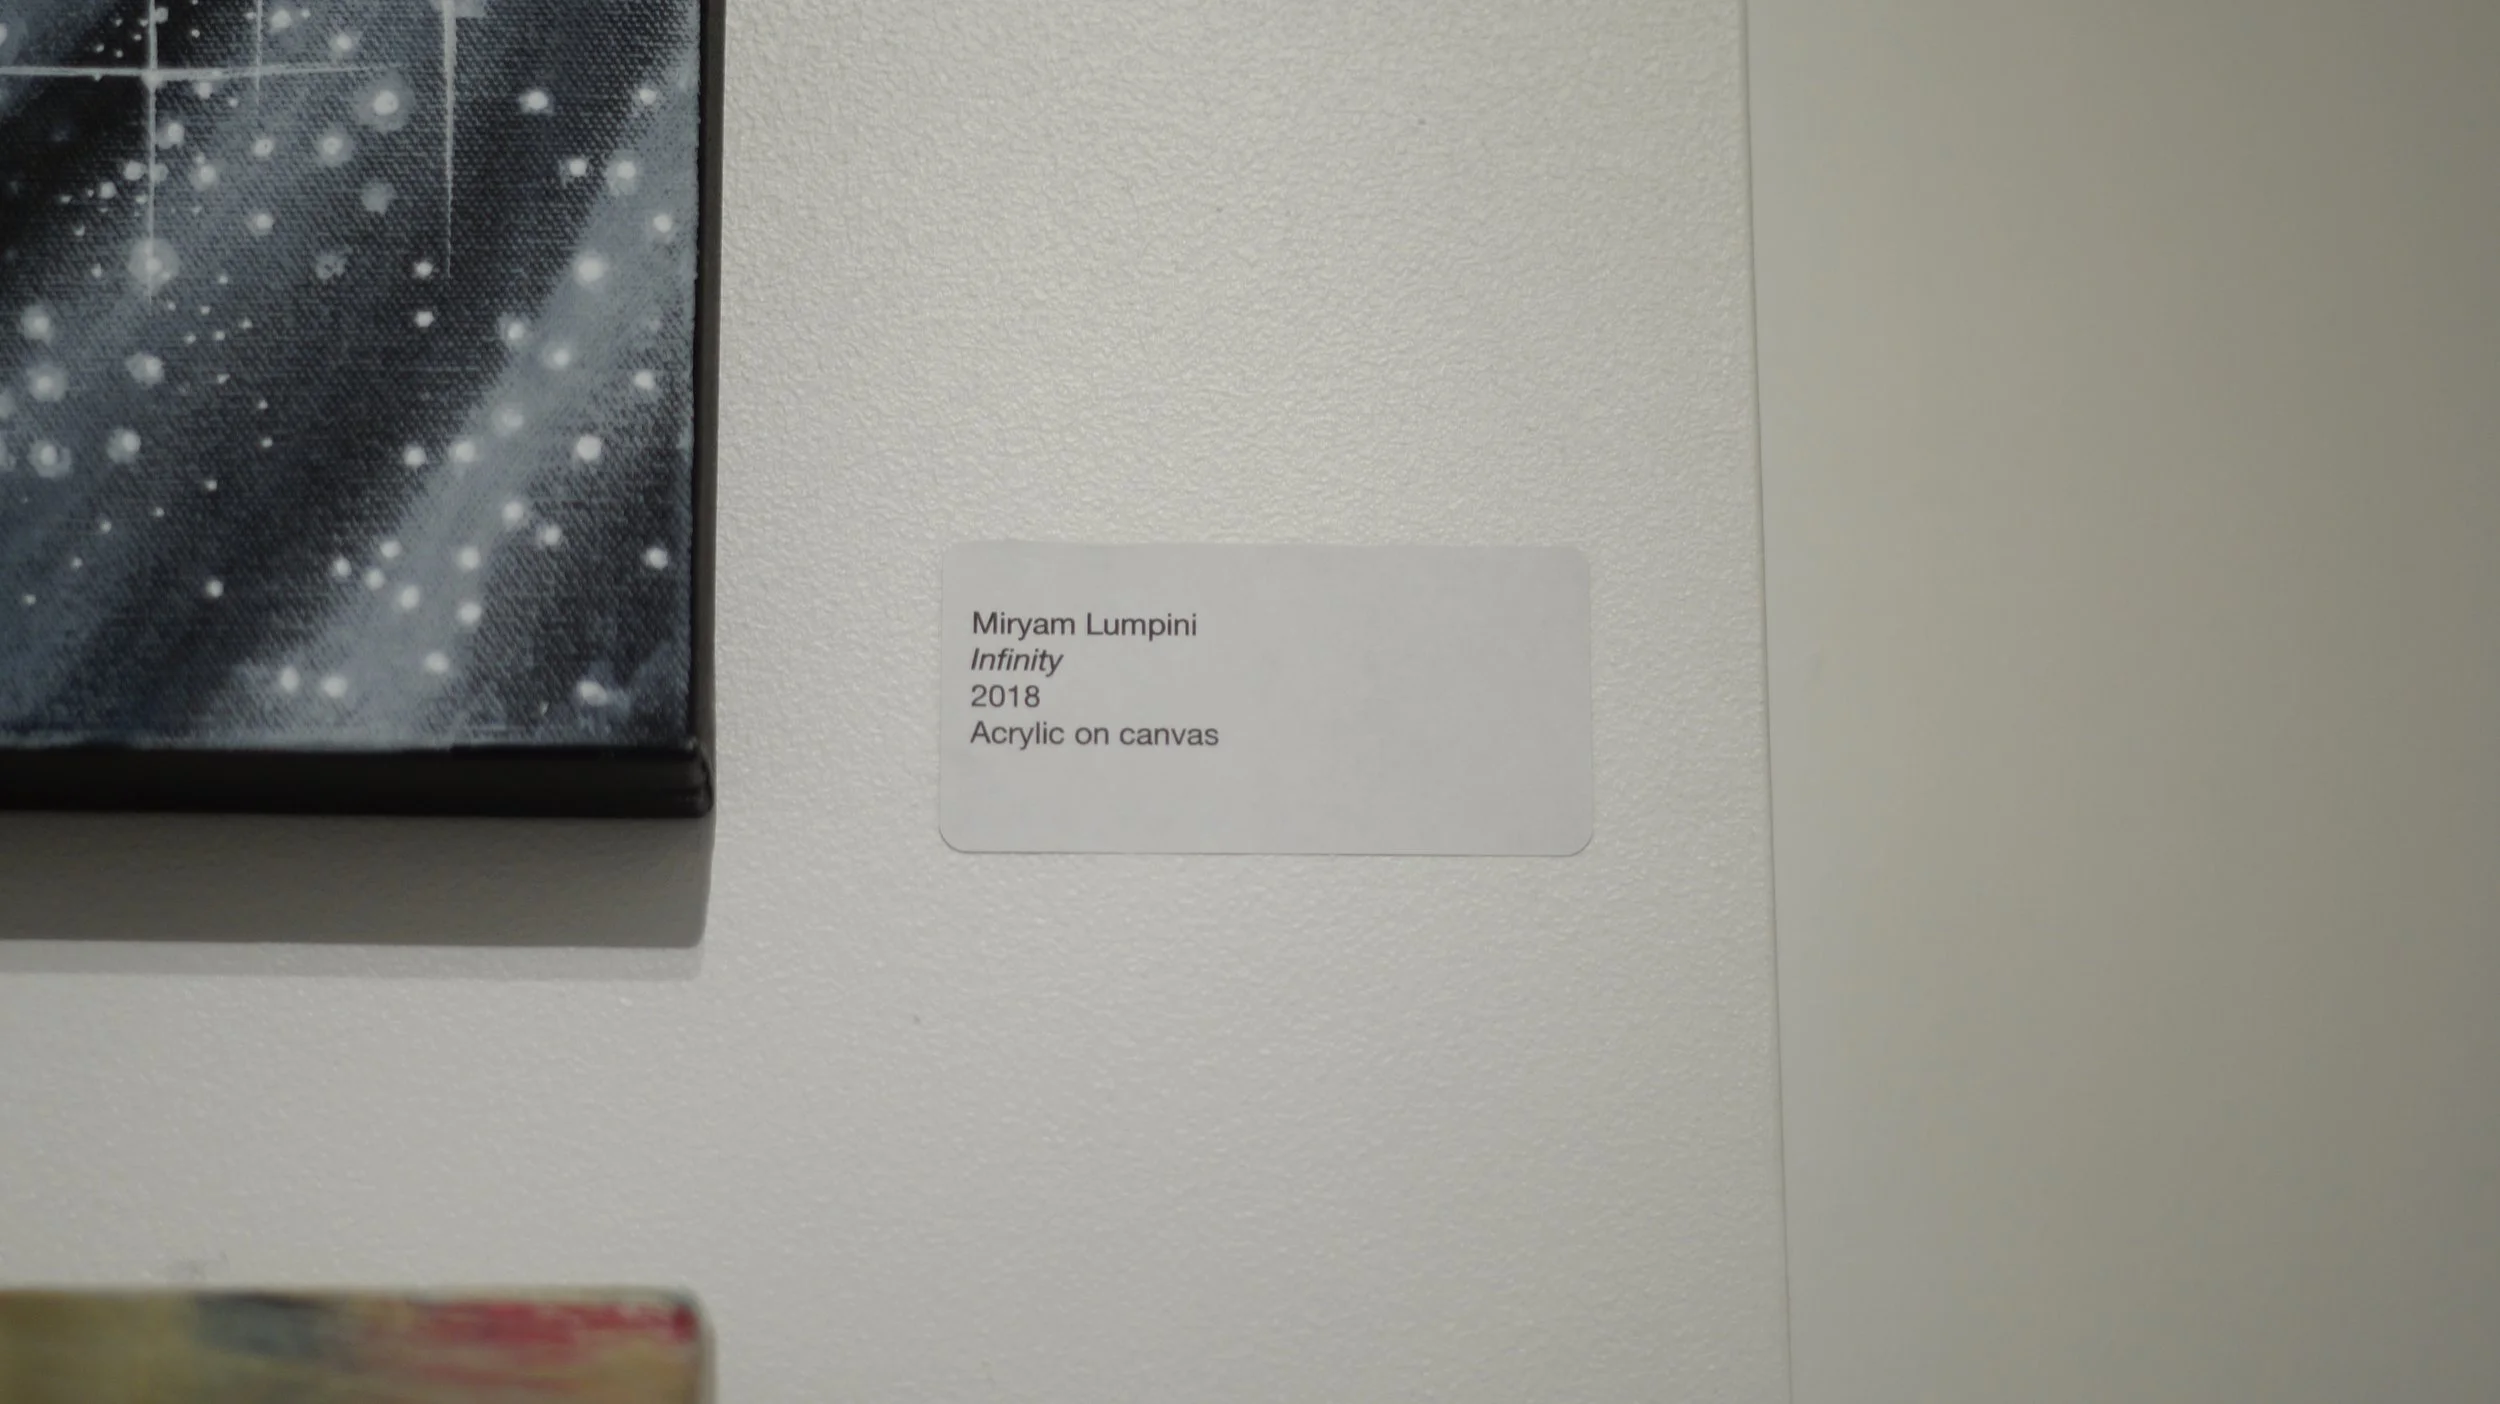 Miryam Lumpini
Infinity
2018
Acrylic on canvas